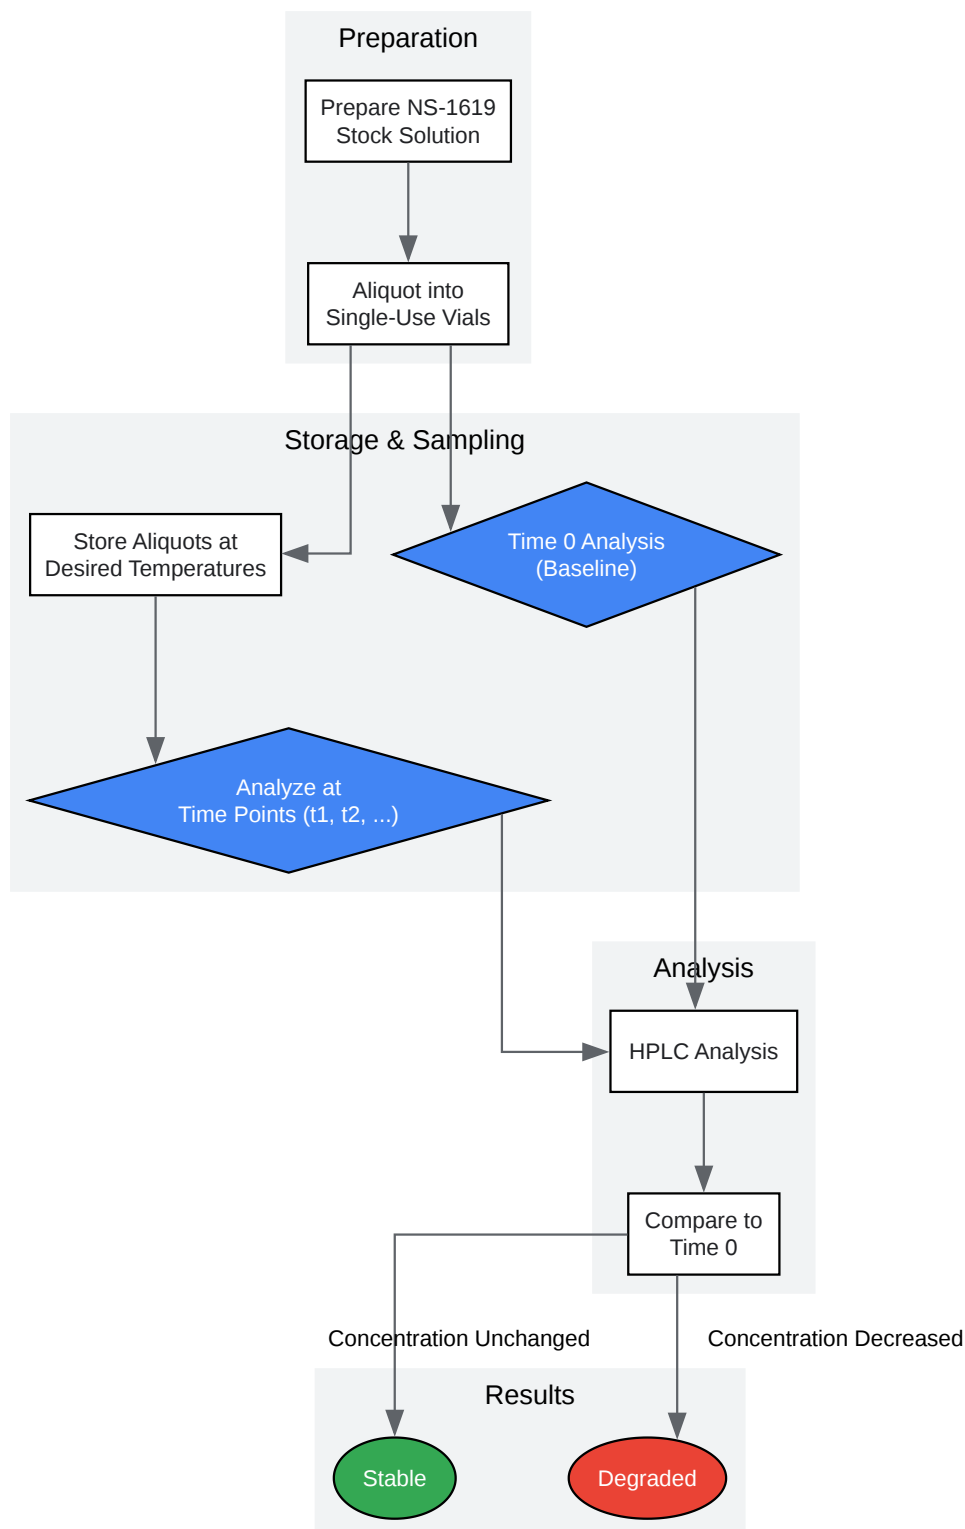 Preparation
Prepare NS-1619
Stock Solution
Aliquot into
Single-Use Vials
Storage & Sampling
Store Aliquots at
Desired Temperatures
Time 0 Analysis
(Baseline)
Analyze at
Time Points (t1, t2, ...)
Analysis
HPLC Analysis
Compare to
Time 0
Concentration Unchanged
Concentration Decreased
Results
Stable
Degraded